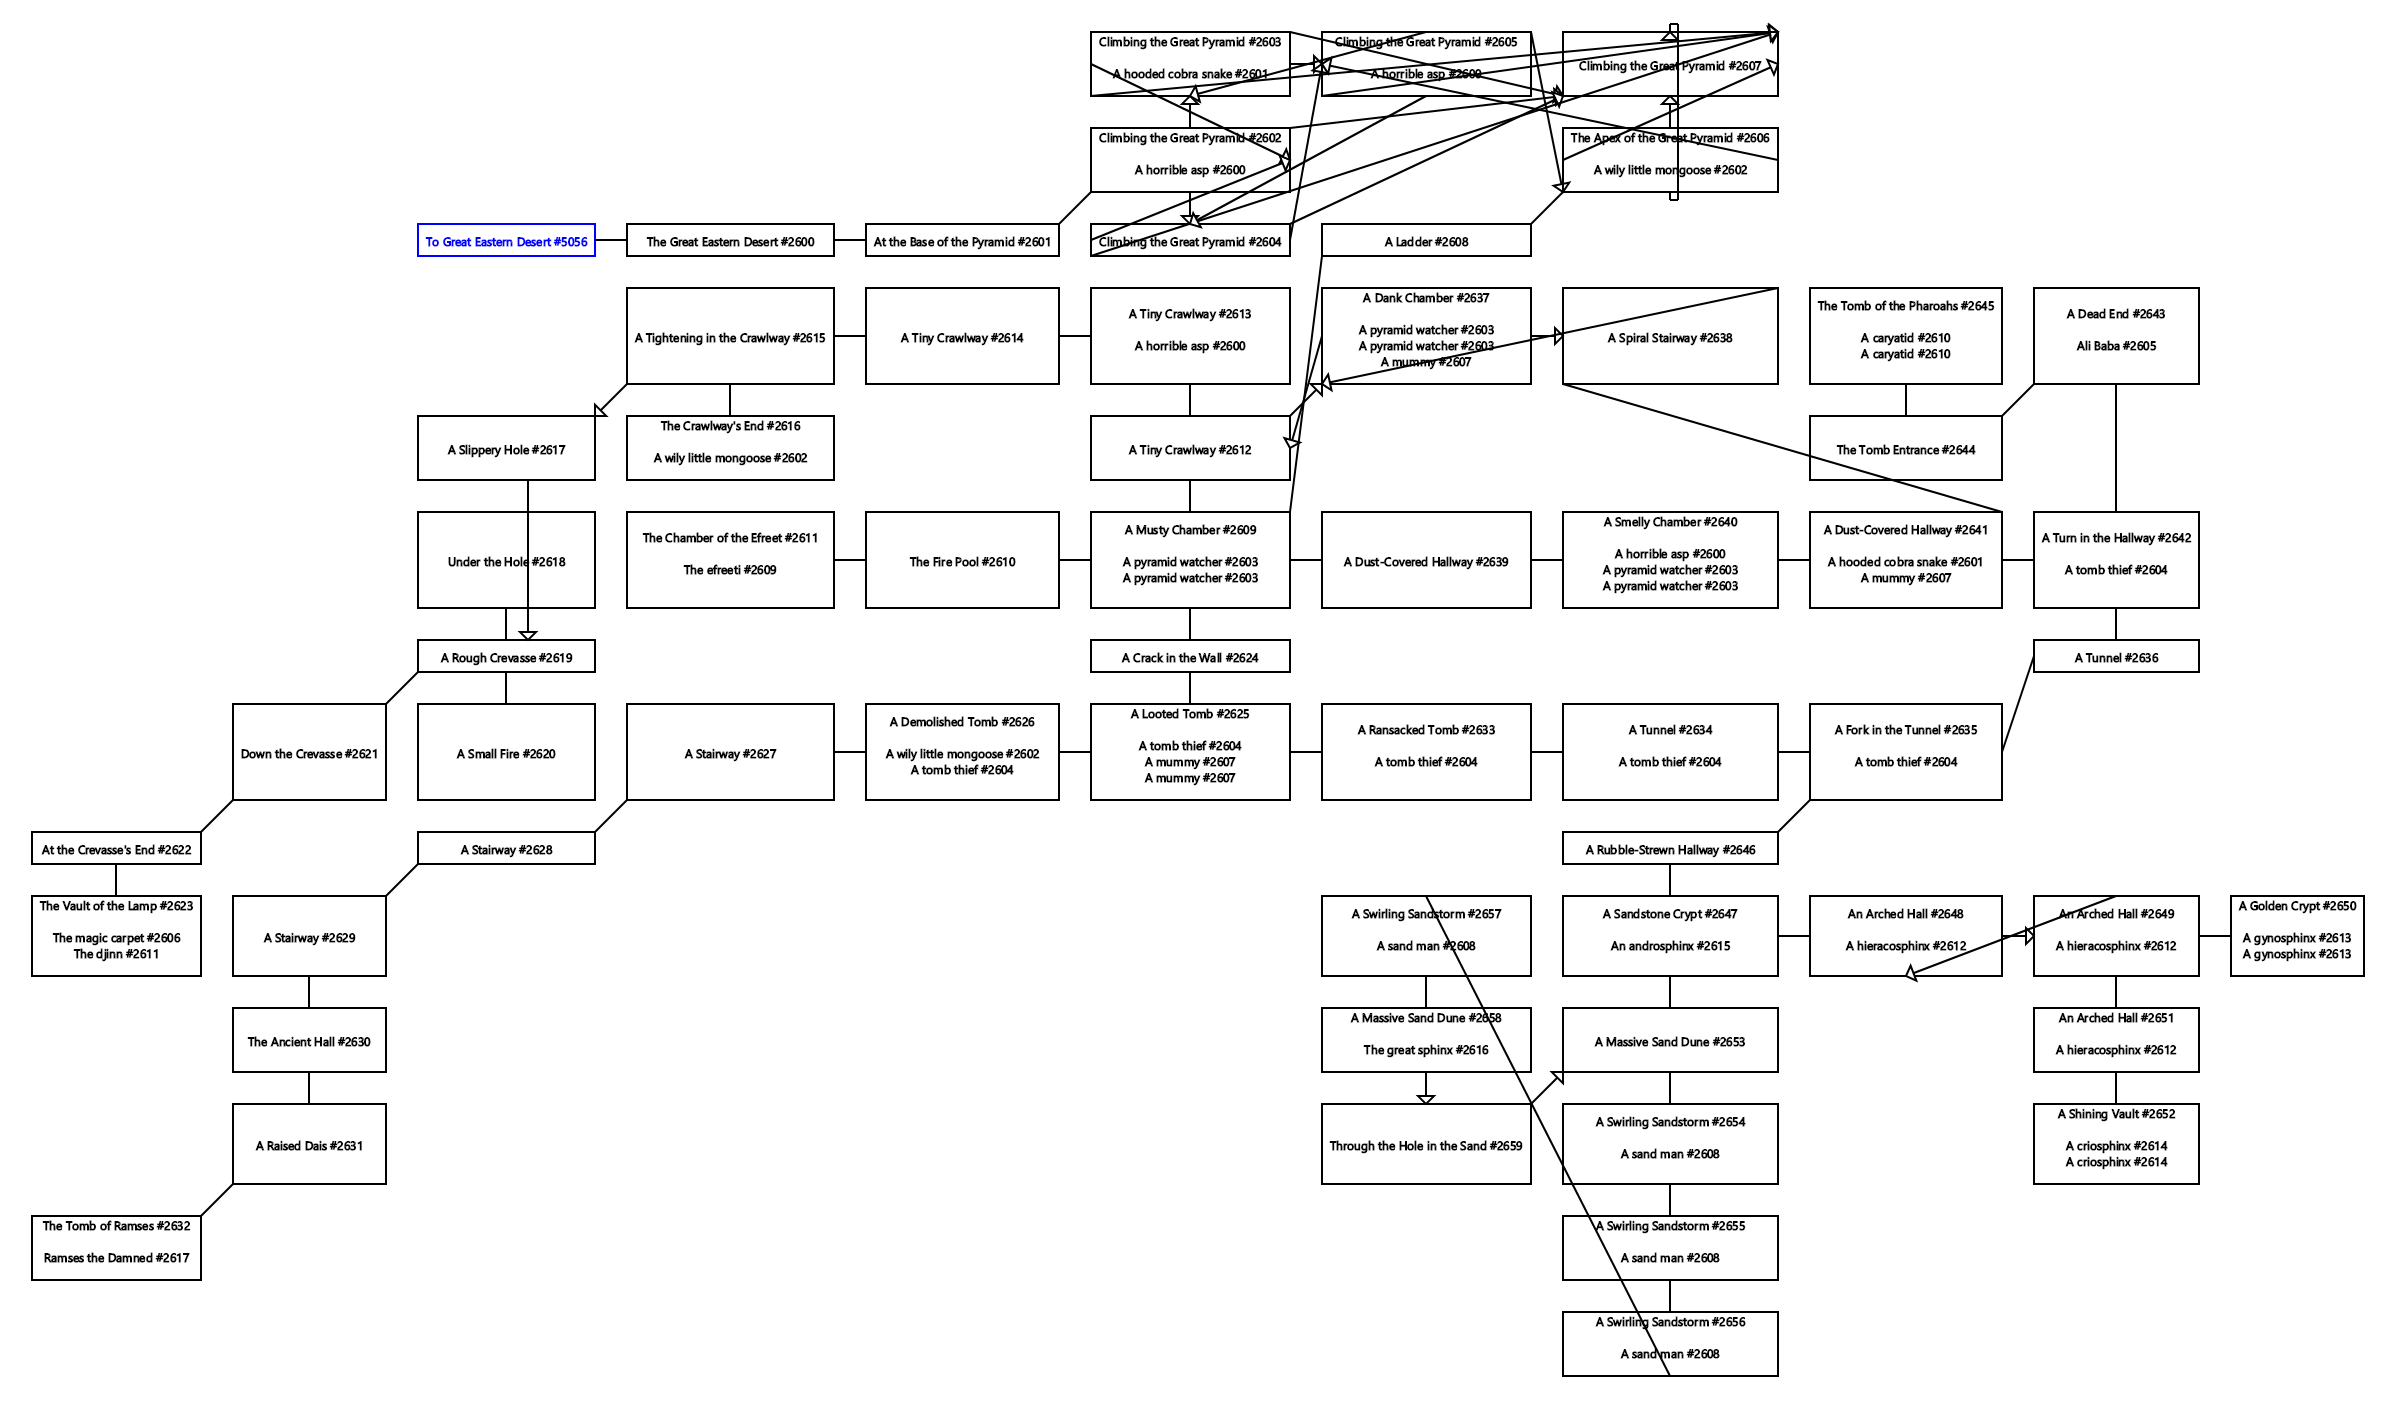 Climbing the Great Pyramid #2603
A hooded cobra snake #2601
Climbing the Great Pyramid #2605
A horrible asp #2600
Climbing the Great Pyramid #2607
Climbing the Great Pyramid #2602
A horrible asp #2600
The Apex of the Great Pyramid #2606
A wily little mongoose #2602
To Great Eastern Desert #5056
The Great Eastern Desert #2600
At the Base of the Pyramid #2601
Climbing the Great Pyramid #2604
A Ladder #2608
A Tightening in the Crawlway #2615
A Tiny Crawlway #2614
A Tiny Crawlway #2613
A horrible asp #2600
A Dank Chamber #2637
A pyramid watcher #2603
A pyramid watcher #2603
A mummy #2607
A Spiral Stairway #2638
The Tomb of the Pharoahs #2645
A caryatid #2610
A caryatid #2610
A Dead End #2643
Ali Baba #2605
A Slippery Hole #2617
The Crawlway's End #2616
A wily little mongoose #2602
A Tiny Crawlway #2612
The Tomb Entrance #2644
Under the Hole #2618
The Chamber of the Efreet #2611
The efreeti #2609
The Fire Pool #2610
A Musty Chamber #2609
A pyramid watcher #2603
A pyramid watcher #2603
A Dust-Covered Hallway #2639
A Smelly Chamber #2640
A horrible asp #2600
A pyramid watcher #2603
A pyramid watcher #2603
A Dust-Covered Hallway #2641
A hooded cobra snake #2601
A mummy #2607
A Turn in the Hallway #2642
A tomb thief #2604
A Rough Crevasse #2619
A Crack in the Wall #2624
A Tunnel #2636
Down the Crevasse #2621
A Small Fire #2620
A Stairway #2627
A Demolished Tomb #2626
A wily little mongoose #2602
A tomb thief #2604
A Looted Tomb #2625
A tomb thief #2604
A mummy #2607
A mummy #2607
A Ransacked Tomb #2633
A tomb thief #2604
A Tunnel #2634
A tomb thief #2604
A Fork in the Tunnel #2635
A tomb thief #2604
At the Crevasse's End #2622
A Stairway #2628
A Rubble-Strewn Hallway #2646
The Vault of the Lamp #2623
The magic carpet #2606
The djinn #2611
A Stairway #2629
A Swirling Sandstorm #2657
A sand man #2608
A Sandstone Crypt #2647
An androsphinx #2615
An Arched Hall #2648
A hieracosphinx #2612
An Arched Hall #2649
A hieracosphinx #2612
A Golden Crypt #2650
A gynosphinx #2613
A gynosphinx #2613
The Ancient Hall #2630
A Massive Sand Dune #2658
The great sphinx #2616
A Massive Sand Dune #2653
An Arched Hall #2651
A hieracosphinx #2612
A Raised Dais #2631
Through the Hole in the Sand #2659
A Swirling Sandstorm #2654
A sand man #2608
A Shining Vault #2652
A criosphinx #2614
A criosphinx #2614
The Tomb of Ramses #2632
Ramses the Damned #2617
A Swirling Sandstorm #2655
A sand man #2608
A Swirling Sandstorm #2656
A sand man #2608